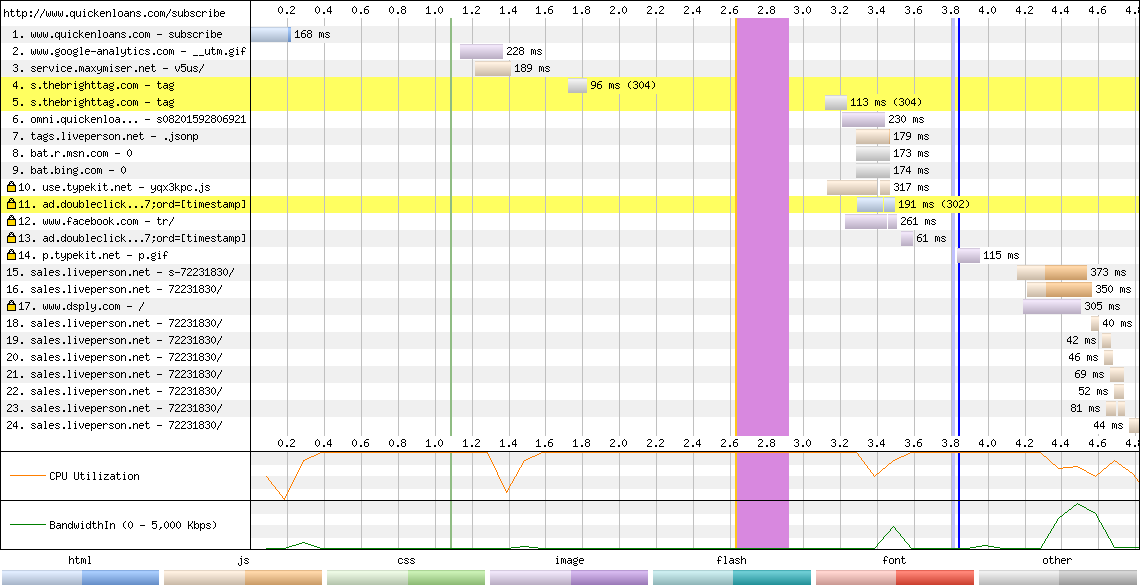 http://www.quickenloans.com/subscribe
0.2 0.4 0.6 0.8 1.0 1.2 1.4 1.6 1.8 2.0 2.2 2.4 2.6 2.8 3.0 3.2 3.4 3.6 3.8 4.0 4.2 4.4 4.6 4.8
1. www.quickenloans.com - subscribe 168 ms
2. www.google-analytics.com - __utm.gif 228 ms
3. service.maxymiser.net - v5us/ 189 ms
4. s.thebrighttag.com - tag 96 ms (304)
5. s.thebrighttag.com - tag 113 ms (304)
6. omni.quickenloa... - s08201592806921 230 ms
7. tags.liveperson.net - .jsonp 179 ms
8. bat.r.msn.com - 0 173 ms
9. bat.bing.com - 0 174 ms
10. use.typekit.net - yqx3kpc.js 317 ms
11. ad.doubleclick...7;ord=[timestamp] 191 ms (302)
12. www.facebook.com - tr/ 261 ms
13. ad.doubleclick...7;ord=[timestamp] 61 ms
14. p.typekit.net - p.gif 115 ms
15. sales.liveperson.net - s-72231830/ 373 ms
16. sales.liveperson.net - 72231830/ 350 ms
17. www.dsply.com - / 305 ms
18. sales.liveperson.net - 72231830/ 40 ms
19. sales.liveperson.net - 72231830/ 42 ms
20. sales.liveperson.net - 72231830/ 46 ms
21. sales.liveperson.net - 72231830/ 69 ms
22. sales.liveperson.net - 72231830/ 52 ms
23. sales.liveperson.net - 72231830/ 81 ms
24. sales.liveperson.net - 72231830/ 44 ms
0.2 0.4 0.6 0.8 1.0 1.2 1.4 1.6 1.8 2.0 2.2 2.4 2.6 2.8 3.0 3.2 3.4 3.6 3.8 4.0 4.2 4.4 4.6 4.8
CPU Utilization
BandwidthIn (0 - 5,000 Kbps)
html js css image flash font other